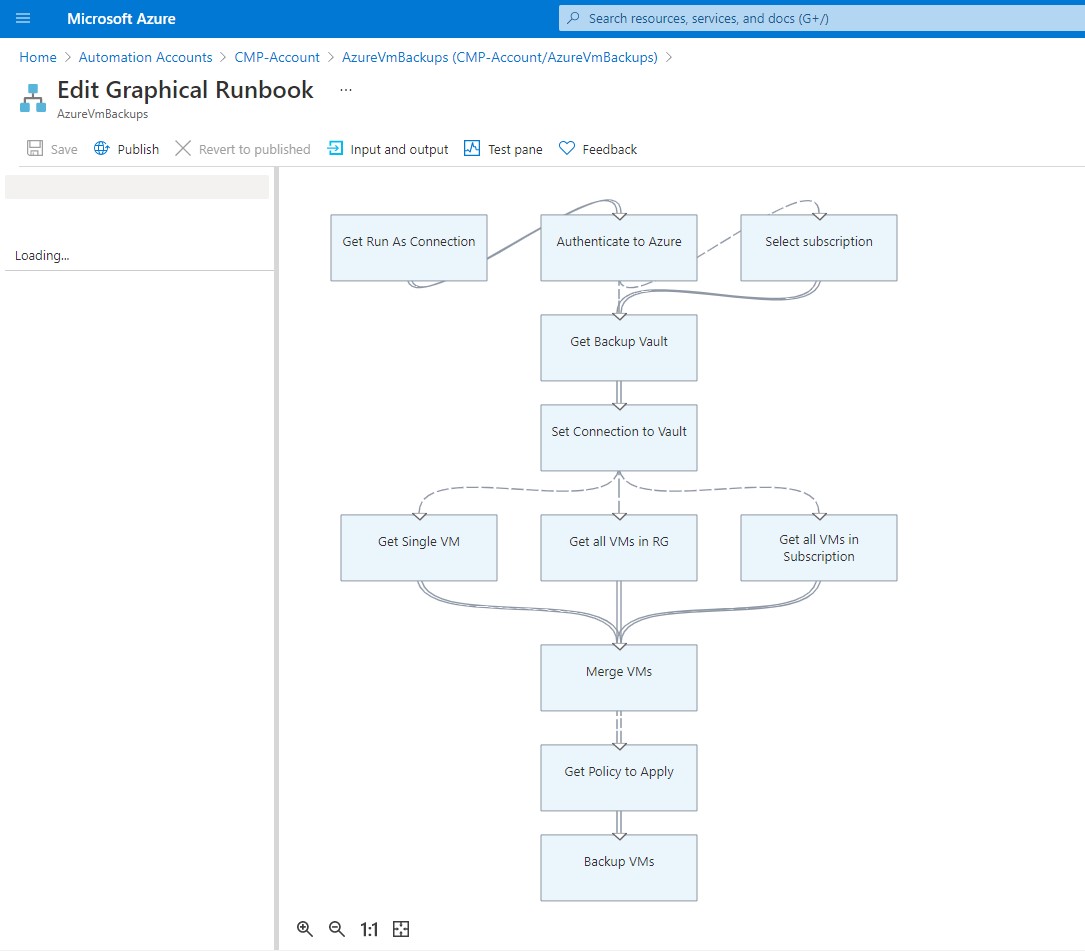 Microsoft Azure
Search resources, services, and docs (G+/)
Home > Automation Accounts > CMP-Account > AzureVmBackups (CMP-Account/AzureVmBackups) >
Edit Graphical Runbook ...
AzureVmBackups
Save Publish Revert to published Input and output Test pane Feedback
Loading...
Get Run As Connection
Authenticate to Azure
Select subscription
Get Backup Vault
Set Connection to Vault
Get Single VM
Get all VMs in RG
Get all VMs in
Subscription
Merge VMs
Get Policy to Apply
Backup VMs
1:1